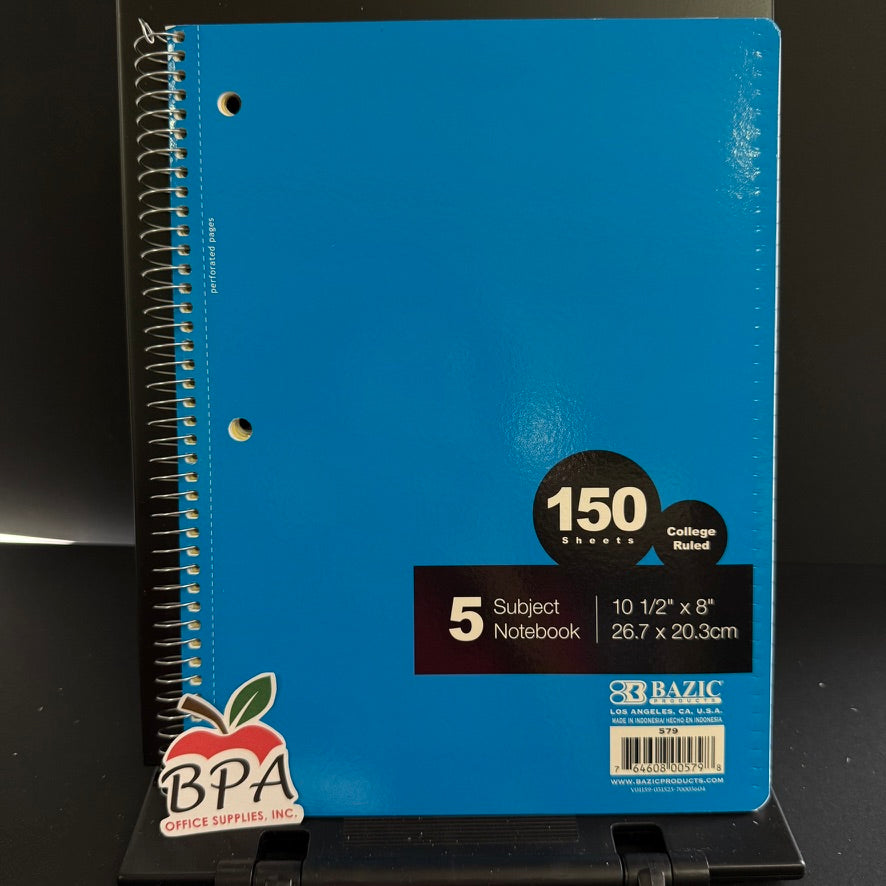 perforated pages
150
Sheets
College
Ruled
5 Subject
Notebook
10 1/2" x 8"
26.7 x 20.3cm
BAZIC®
PRODUCTS
LOS ANGELES, CA, U.S.A.
MADE IN INDONESIA/ HECHO EN INDONESIA
579
7 64608 00579 8
WWW.BAZICPRODUCTS.COM
BPA
OFFICE SUPPLIES, INC.